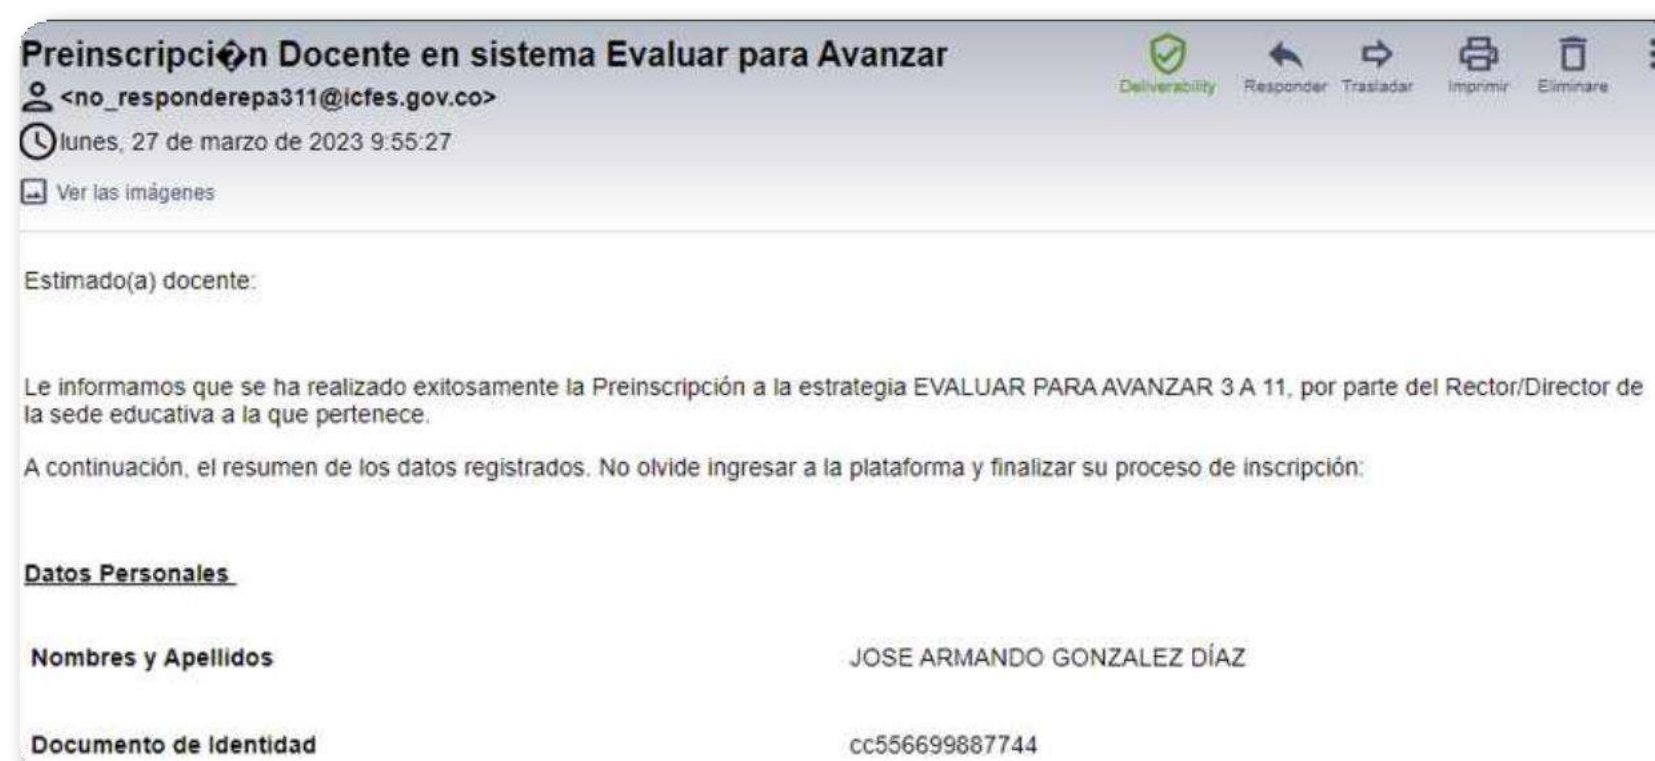 Preinscripci�n Docente en sistema Evaluar para Avanzar
Deliverability Responder Trasladar Imprimir Eliminare
<no_responderepa311@icfes.gov.co>
lunes, 27 de marzo de 2023 9:55:27
Ver las imágenes
Estimado(a) docente:
Le informamos que se ha realizado exitosamente la Preinscripción a la estrategia EVALUAR PARA AVANZAR 3 A 11, por parte del Rector/Director de
la sede educativa a la que pertenece.
A continuación, el resumen de los datos registrados. No olvide ingresar a la plataforma y finalizar su proceso de inscripción:
Datos Personales
Nombres y Apellidos JOSE ARMANDO GONZALEZ DÍAZ
Documento de Identidad cc556699887744